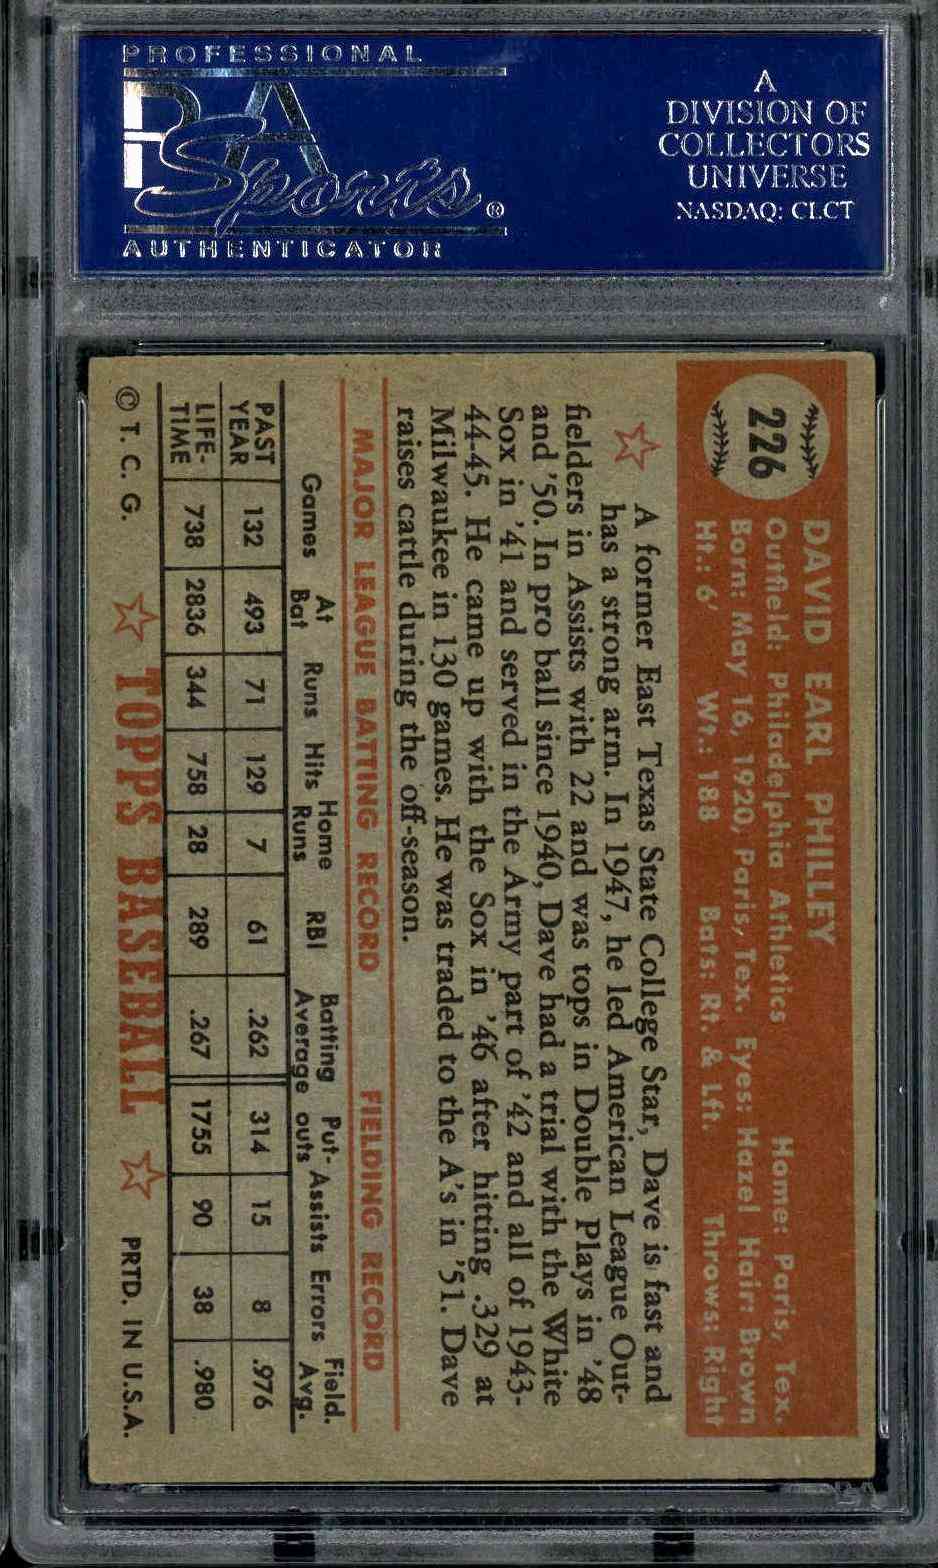 PROFESSIONAL
PSA
Sports®
AUTHENTICATOR
A
DIVISION OF
COLLECTORS
UNIVERSE
NASDAQ: CLCT
226
DAVID EARL PHILLEY
Outfield: Philadelphia Athletics Home: Paris, Tex.
Born: May 16, 1920, Paris, Tex. Eyes: Hazel Hair: Brown
Ht.: 6' Wt.: 188 Bats: Rt. & Lft. Throws: Right
A former East Texas State College Star, Dave is fast and
has a strong arm. In 1947, he led American League Out-
fielders in Assists with 22 and was tops in Double Plays in '48
and '50. In pro ball since 1940, Dave had a trial with the White
Sox in '41 and served in the Army part of '42 and all of 1943-
44-45. He came up with the Sox in '46 after hitting .329 at
Milwaukee in 130 games. He was traded to the A's in '51. Dave
raises cattle during the off-season.
MAJOR LEAGUE BATTING RECORD FIELDING RECORD
Games At Bat Runs Hits Home Runs RBI Batting Average Put-outs Assists Errors Field. Avg.
PAST YEAR 132 493 71 129 7 61 .262 314 15 8 .976
LIFE-TIME 738 2836 344 758 28 289 .267 1755 90 38 .980
© T. C. G. TOPPS BASEBALL PRTD. IN U.S.A.